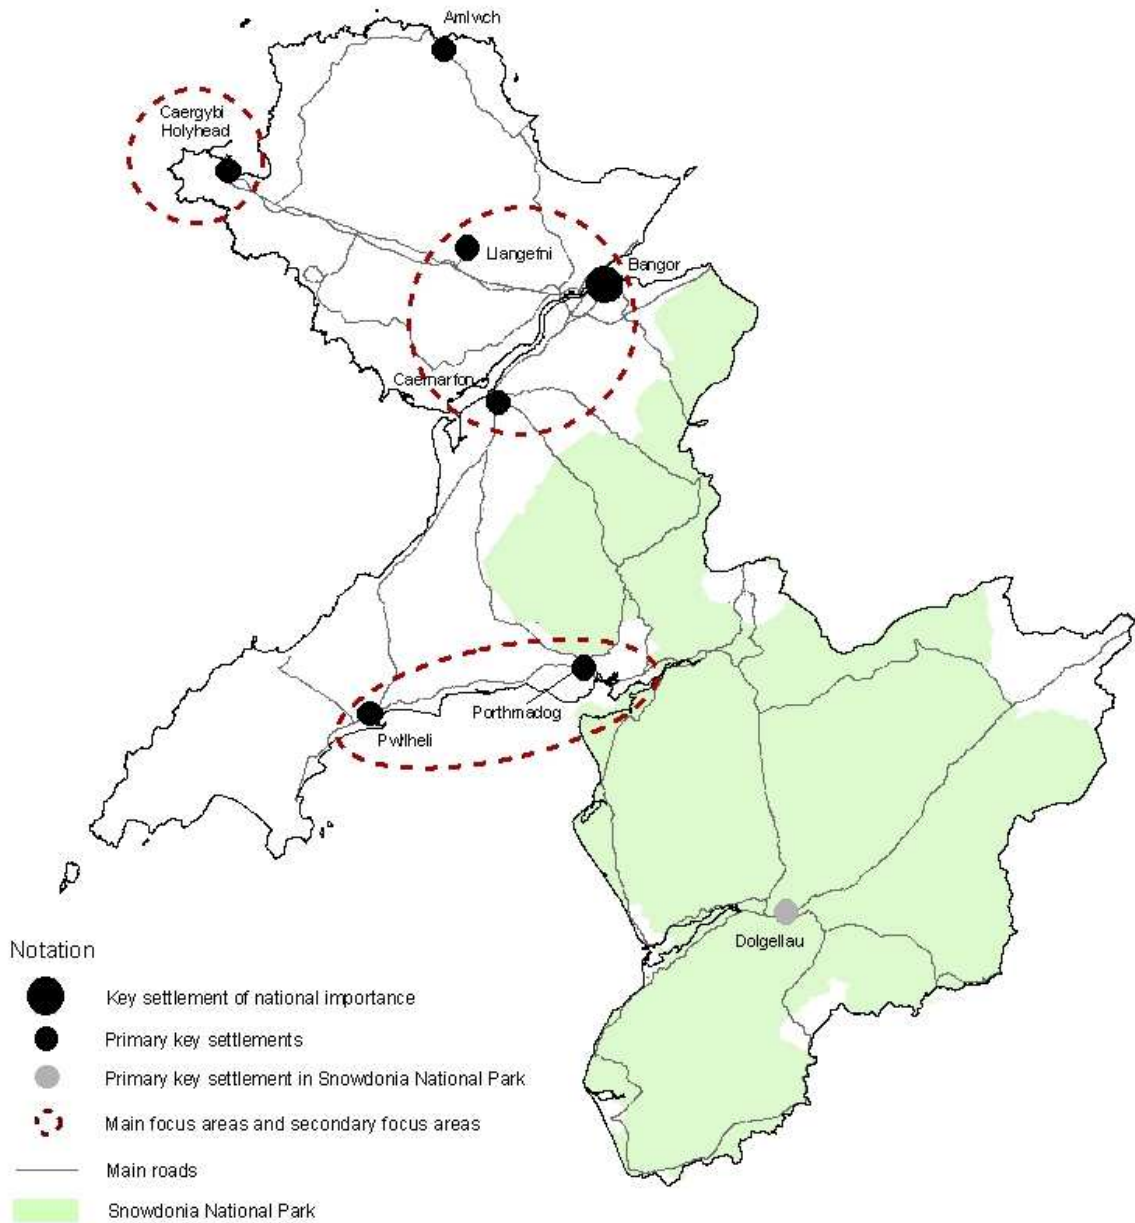 Amlwch
Caergybi
Holyhead
Llangefni
Bangor
Caernarfon
Porthmadog
Pwllheli
Dolgellau
Notation
Key settlement of national importance
Primary key settlements
Primary key settlement in Snowdonia National Park
Main focus areas and secondary focus areas
Main roads
Snowdonia National Park